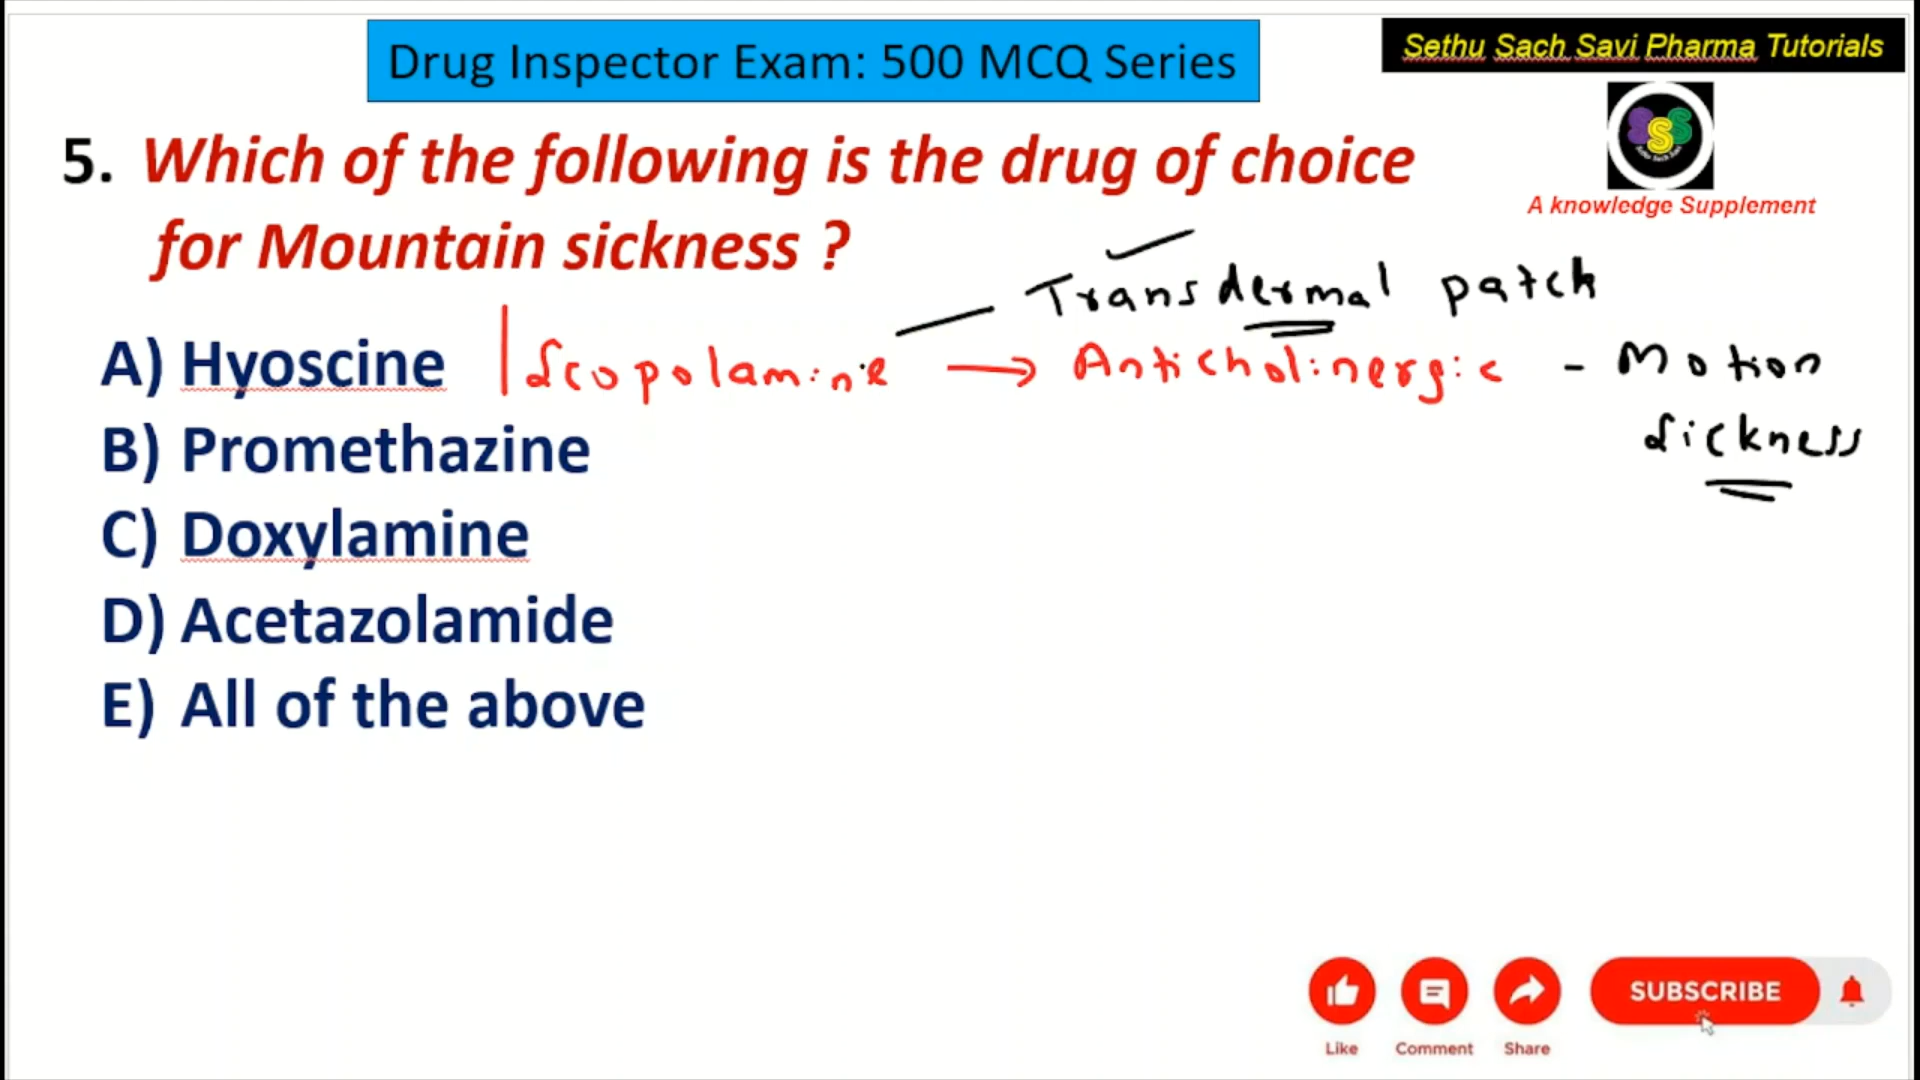 Drug Inspector Exam: 500 MCQ Series
Sethu Sach Savi Pharma Tutorials
SSS
A knowledge Supplement
5. Which of the following is the drug of choice
for Mountain sickness ?
Transdermal patch
A) Hyoscine | Scopolamine → Anticholinergic - Motion
Sickness
B) Promethazine
C) Doxylamine
D) Acetazolamide
E) All of the above
SUBSCRIBE
Like Comment Share